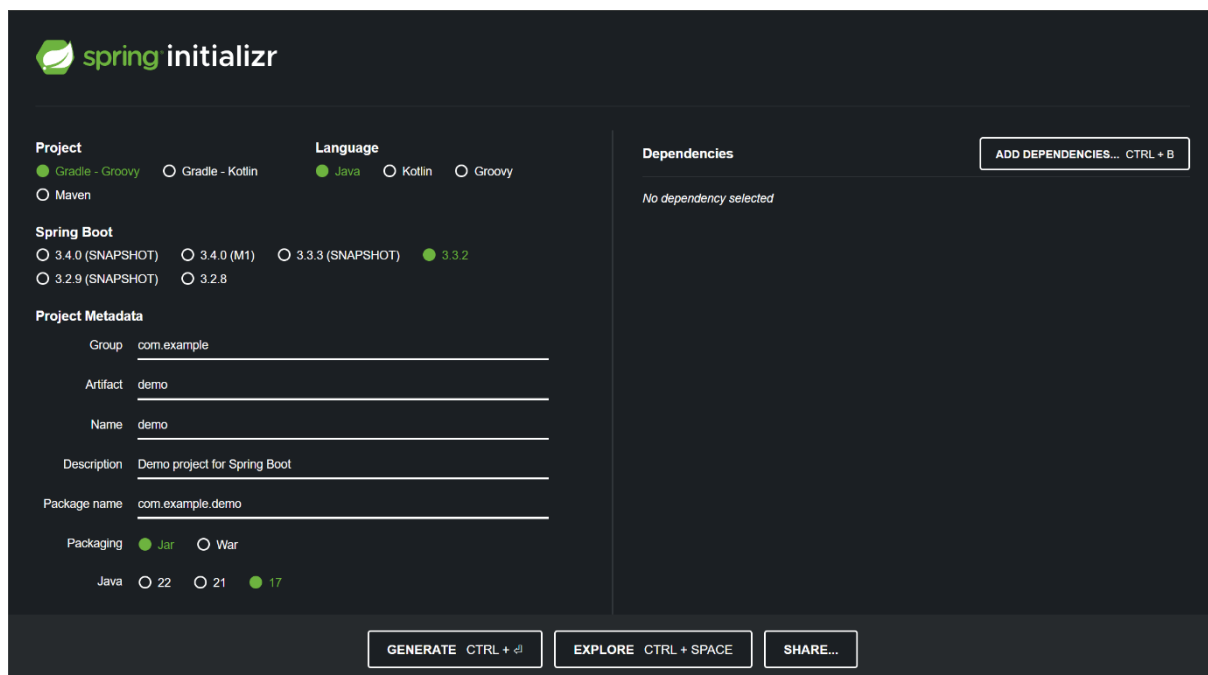 spring initializr
Project
Gradle - Groovy Gradle - Kotlin
Maven
Language
Java Kotlin Groovy
Spring Boot
3.4.0 (SNAPSHOT) 3.4.0 (M1) 3.3.3 (SNAPSHOT) 3.3.2
3.2.9 (SNAPSHOT) 3.2.8
Project Metadata
Group com.example
Artifact demo
Name demo
Description Demo project for Spring Boot
Package name com.example.demo
Packaging Jar War
Java 22 21 17
Dependencies
ADD DEPENDENCIES... CTRL + B
No dependency selected
GENERATE CTRL + ⏎
EXPLORE CTRL + SPACE
SHARE...